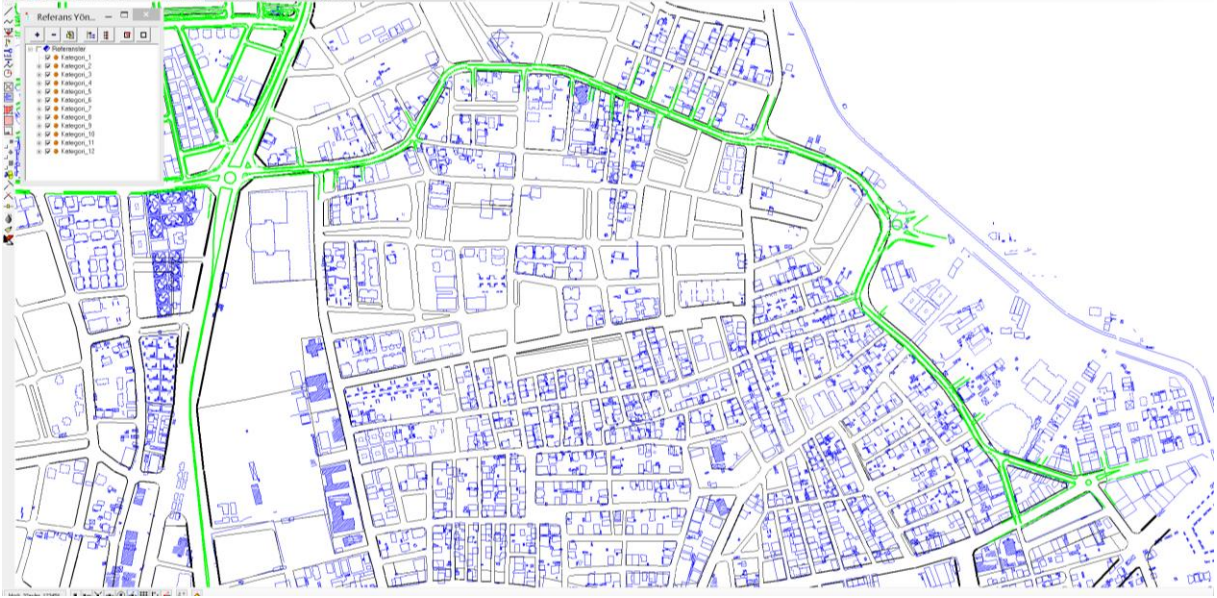 Referans Yön...
Referanslar
Kategori_1
Kategori_2
Kategori_3
Kategori_4
Kategori_5
Kategori_6
Kategori_7
Kategori_8
Kategori_9
Kategori_10
Kategori_11
Kategori_12